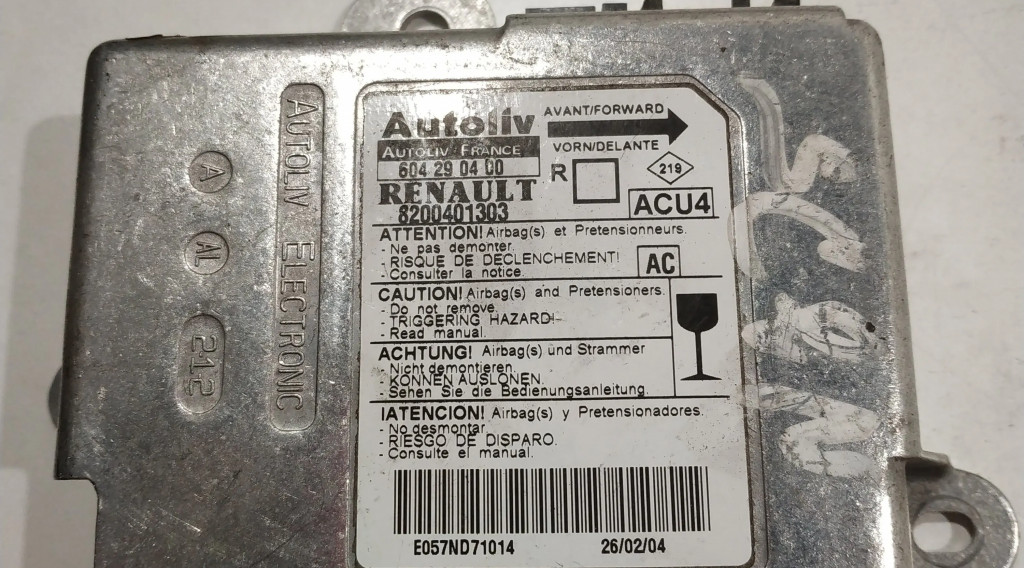 Autoliv
AVANT/FORWARD
AUTOLIV FRANCE
VORN/DELANTE
604 29 04 00
R
219
RENAULT
ACU4
8200401303
ATTENTION! Airbag(s) et Pretensionneurs.
- Ne pas demonter.
- RISQUE DE DECLENCHEMENT!
- Consulter la notice.
AC
CAUTION! Airbag(s) and Pretensioners.
- Do not remove.
- TRIGGERING HAZARD!
- Read manual.
ACHTUNG! Airbag(s) und Strammer
- Nicht demontieren.
- KONNEN AUSLONEN.
- Sehen Sie die Bedienungsanleitung.
!ATENCION! Airbag(s) y Pretensionadores.
- No desmontar.
- RIESGO DE DISPARO.
- Consulte el manual.
E057ND71014
26/02/04
AUTOLIV ELECTRONIC
A
AL
212